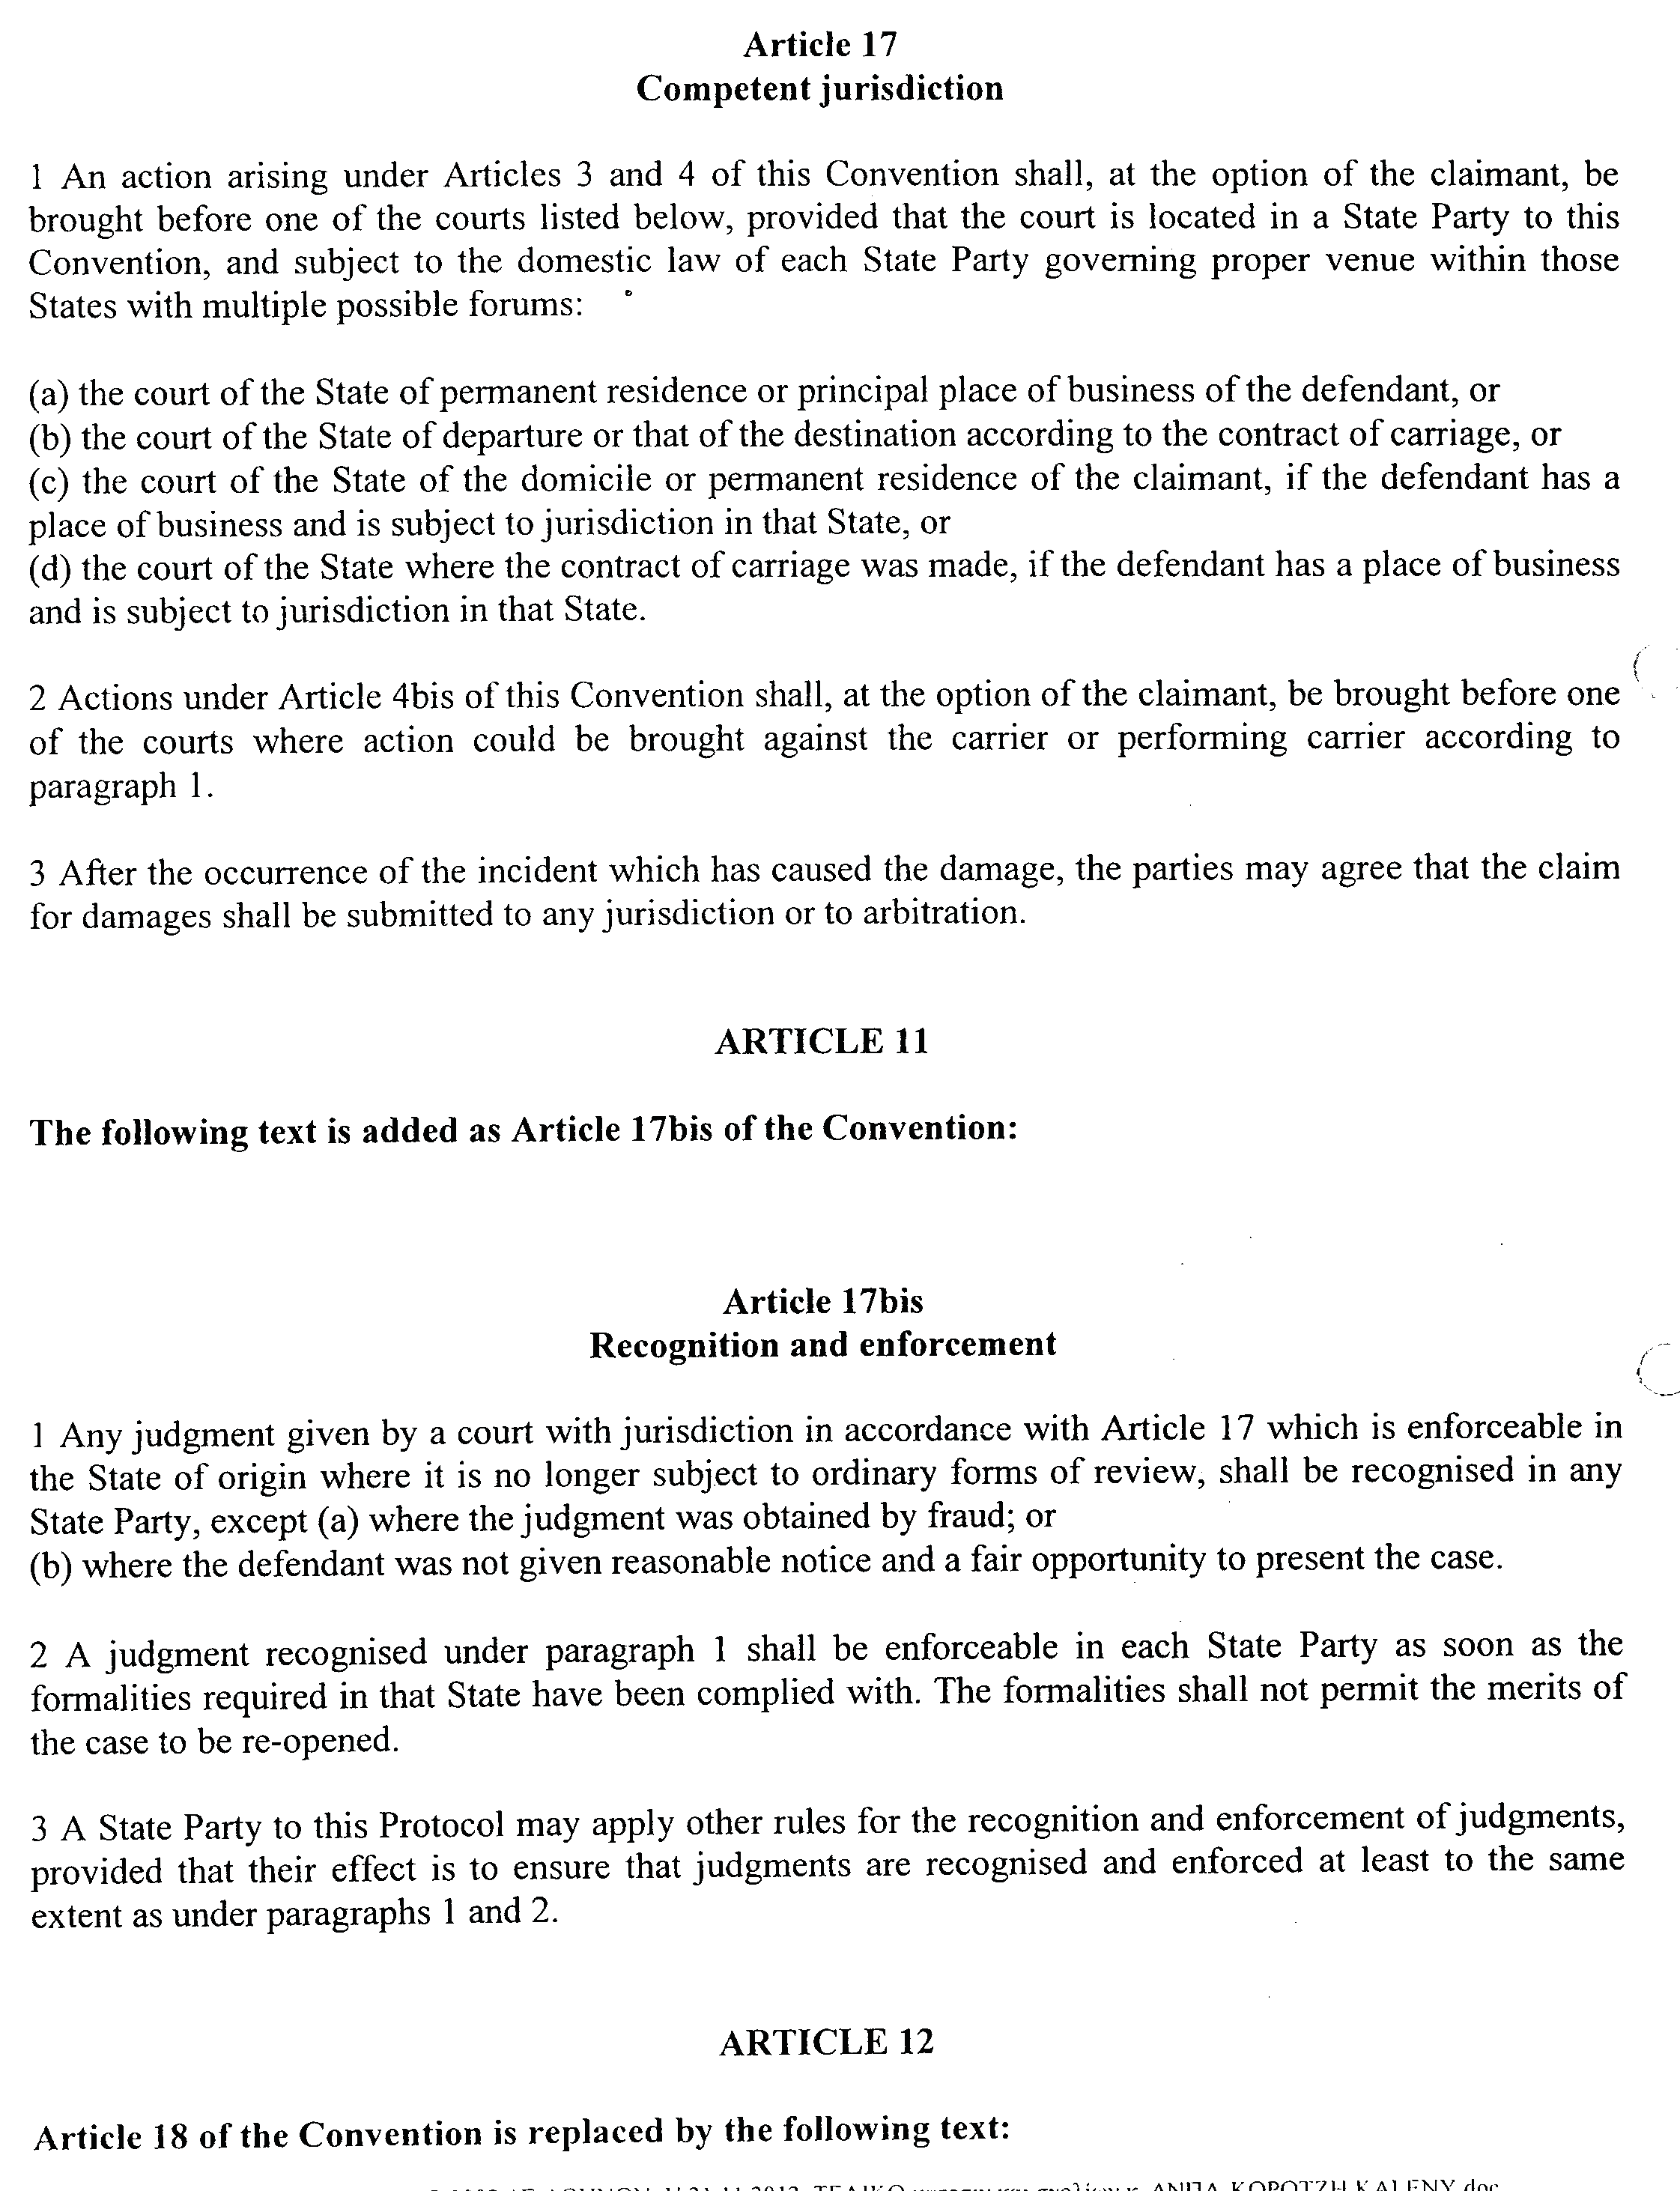 Article 17
Competent jurisdiction
1 An action arising under Articles 3 and 4 of this Convention shall, at the option of the claimant, be
brought before one of the courts listed below, provided that the court is located in a State Party to this
Convention, and subject to the domestic law of each State Party governing proper venue within those
States with multiple possible forums:
(a) the court of the State of permanent residence or principal place of business of the defendant, or
(b) the court of the State of departure or that of the destination according to the contract of carriage, or
(c) the court of the State of the domicile or permanent residence of the claimant, if the defendant has a
place of business and is subject to jurisdiction in that State, or
(d) the court of the State where the contract of carriage was made, if the defendant has a place of business
and is subject to jurisdiction in that State.
2 Actions under Article 4bis of this Convention shall, at the option of the claimant, be brought before one
of the courts where action could be brought against the carrier or performing carrier according to
paragraph 1.
3 After the occurrence of the incident which has caused the damage, the parties may agree that the claim
for damages shall be submitted to any jurisdiction or to arbitration.
ARTICLE 11
The following text is added as Article 17bis of the Convention:
Article 17bis
Recognition and enforcement
1 Any judgment given by a court with jurisdiction in accordance with Article 17 which is enforceable in
the State of origin where it is no longer subject to ordinary forms of review, shall be recognised in any
State Party, except (a) where the judgment was obtained by fraud; or
(b) where the defendant was not given reasonable notice and a fair opportunity to present the case.
2 A judgment recognised under paragraph 1 shall be enforceable in each State Party as soon as the
formalities required in that State have been complied with. The formalities shall not permit the merits of
the case to be re-opened.
3 A State Party to this Protocol may apply other rules for the recognition and enforcement of judgments,
provided that their effect is to ensure that judgments are recognised and enforced at least to the same
extent as under paragraphs 1 and 2.
ARTICLE 12
Article 18 of the Convention is replaced by the following text: